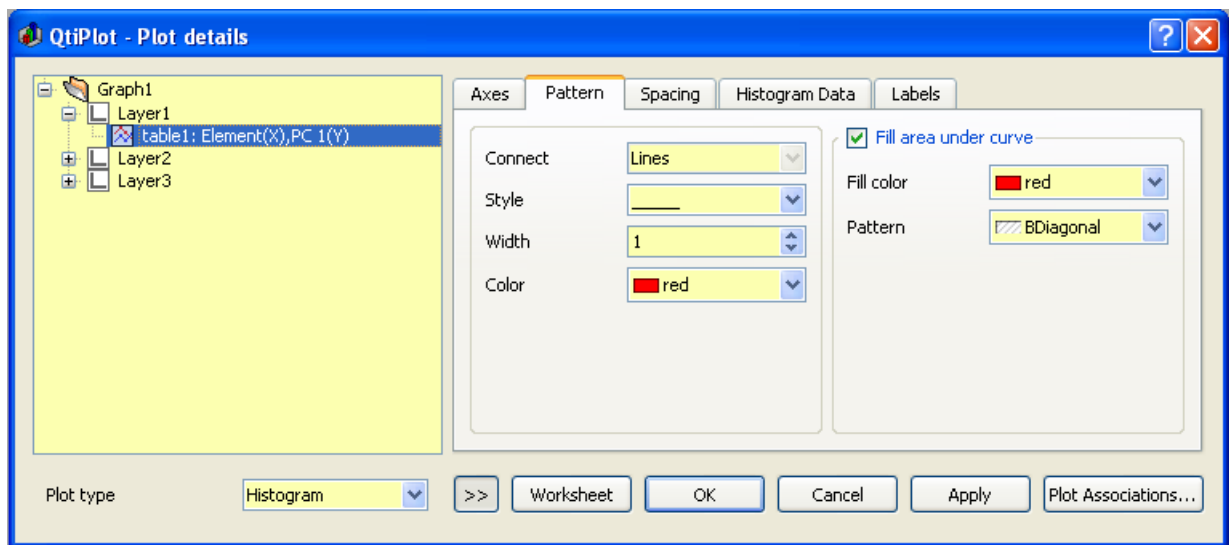 QtiPlot - Plot details
Graph1
Layer1
table1: Element(X),PC 1(Y)
Layer2
Layer3
Axes Pattern Spacing Histogram Data Labels
Connect Lines
Style
Width 1
Color red
Fill area under curve
Fill color red
Pattern BDiagonal
Plot type Histogram >> Worksheet OK Cancel Apply Plot Associations...